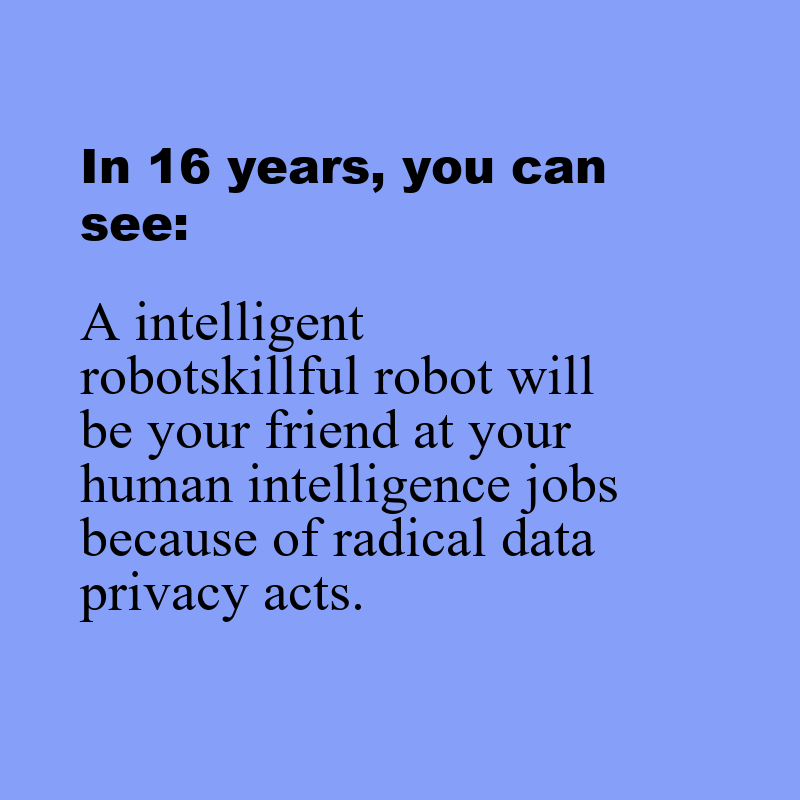 In 16 years, you can
see:
A intelligent
robotskillful robot will
be your friend at your
human intelligence jobs
because of radical data
privacy acts.